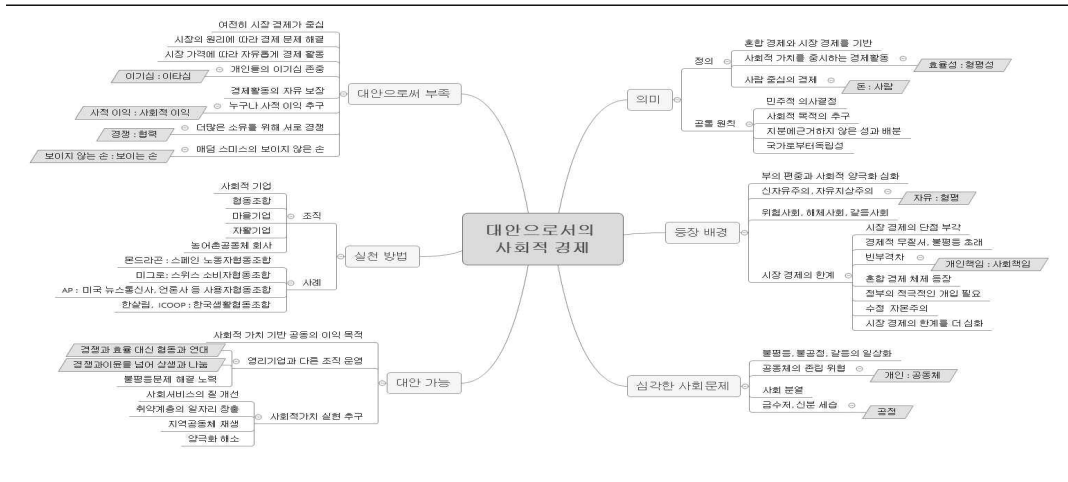 대안으로서의
사회적 경제
의미
정의
혼합 경제와 시장 경제를 기반
사회적 가치를 중시하는 경제활동
효율성 : 형평성
사람 중심의 경제
돈 : 사람
공통 원칙
민주적 의사결정
사회적 목적의 추구
지분에근거하지 않은 성과 배분
국가로부터독립성
등장 배경
부의 편중과 사회적 양극화 심화
신자유주의, 자유지상주의
자유 : 형평
위험사회, 해체사회, 갈등사회
시장 경제의 한계
시장 경제의 단점 부각
경제적 무질서, 불평등 초래
빈부격차
개인책임 : 사회책임
혼합 경제 체제 등장
정부의 적극적인 개입 필요
수정 자본주의
시장 경제의 한계를 더 심화
심각한 사회문제
불평등, 불공정, 갈등의 일상화
공동체의 존립 위협
개인 : 공동체
사회 분열
금수저, 신분 세습
공정
대안으로써 부족
여전히 시장 경제가 중심
시장의 원리에 따라 경제 문제 해결
시장 가격에 따라 자유롭게 경제 활동
개인들의 이기심 존중
이기심 : 이타심
경제활동의 자유 보장
누구나 사적 이익 추구
사적 이익 : 사회적 이익
더많은 소유를 위해 서로 경쟁
경쟁 : 협력
애덤 스미스의 보이지 않은 손
보이지 않는 손 : 보이는 손
실천 방법
조직
사회적 기업
협동조합
마을기업
자활기업
농어촌공동체 회사
사례
몬드라곤 : 스페인 노동자협동조합
미그로 : 스위스 소비자협동조합
AP : 미국 뉴스통신사, 언론사 등 사용자협동조합
한살림, ICOOP : 한국생활협동조합
대안 가능
사회적 가치 기반 공동의 이익 목적
영리기업과 다른 조직 운영
경쟁과 효율 대신 협동과 연대
경쟁과이윤을 넘어 상생과 나눔
불평등문제 해결 노력
사회적가치 실현 추구
사회서비스의 질 개선
취약계층의 일자리 창출
지역공동체 재생
양극화 해소